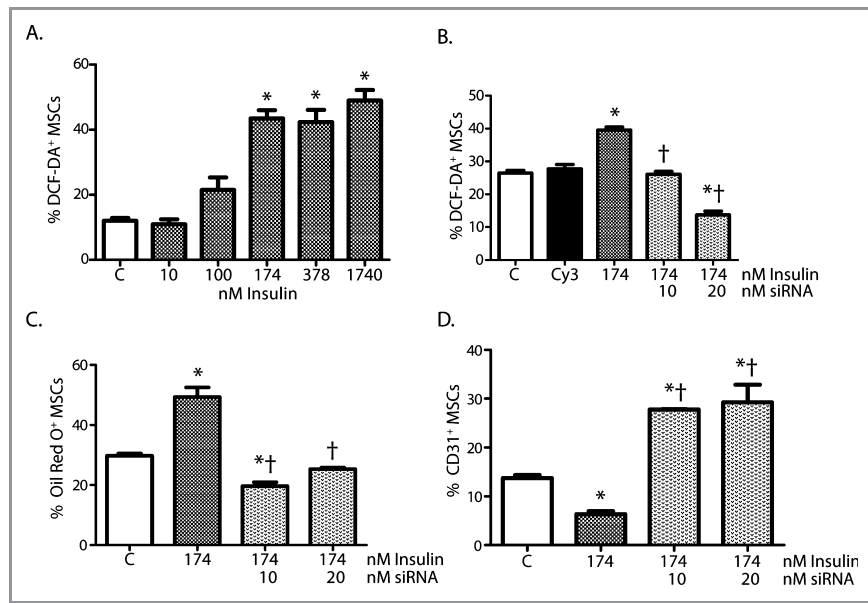 A.
60
40
20
0
% DCF-DA⁺ MSCs
* * *
C 10 100 174 378 1740
nM Insulin
B.
50
40
30
20
10
0
% DCF-DA⁺ MSCs
* † *†
C Cy3 174 174 174 nM Insulin
10 20 nM siRNA
C.
60
40
20
0
% Oil Red O⁺ MSCs
* *† †
C 174 174 174 nM Insulin
10 20 nM siRNA
D.
40
30
20
10
0
% CD31⁺ MSCs
* *† *†
C 174 174 174 nM Insulin
10 20 nM siRNA